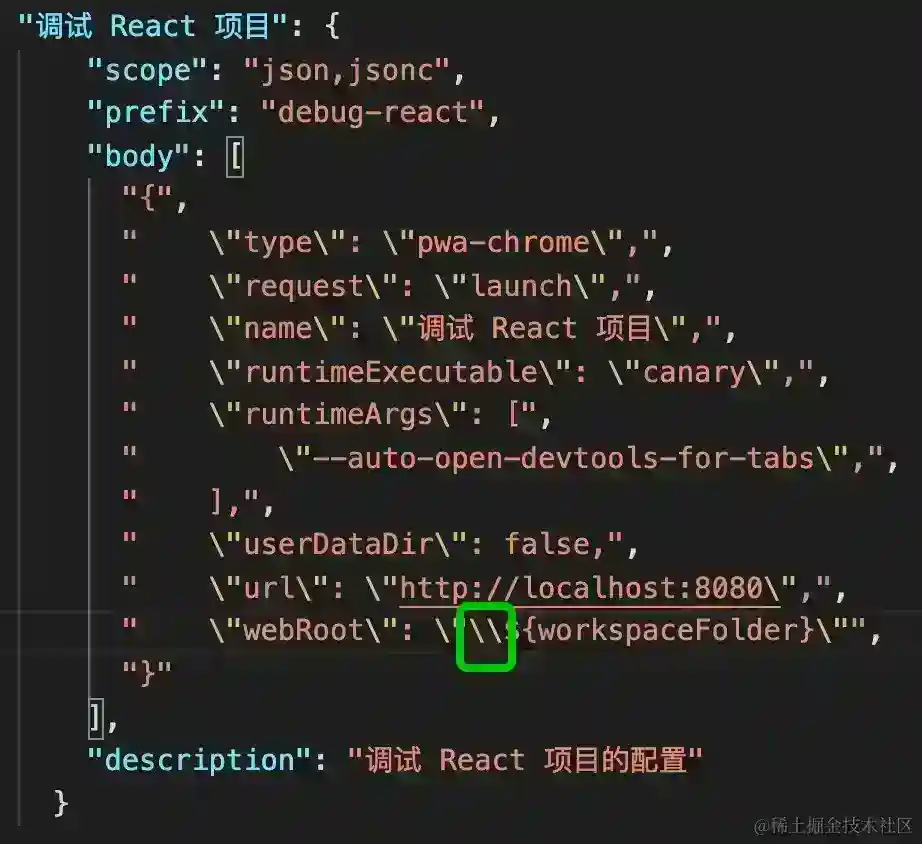 "调试 React 项目": {
    "scope": "json,jsonc",
    "prefix": "debug-react",
    "body": [
      "{",
      "    \"type\": \"pwa-chrome\",",
      "    \"request\": \"launch\",",
      "    \"name\": \"调试 React 项目\",",
      "    \"runtimeExecutable\": \"canary\",",
      "    \"runtimeArgs\": [",
      "        \"--auto-open-devtools-for-tabs\",",
      "    ],",
      "    \"userDataDir\": false,",
      "    \"url\": \"http://localhost:8080\",",
      "    \"webRoot\": \"\\${workspaceFolder}\"",
      "}"
    ],
    "description": "调试 React 项目的配置"
  }
@稀土掘金技术社区